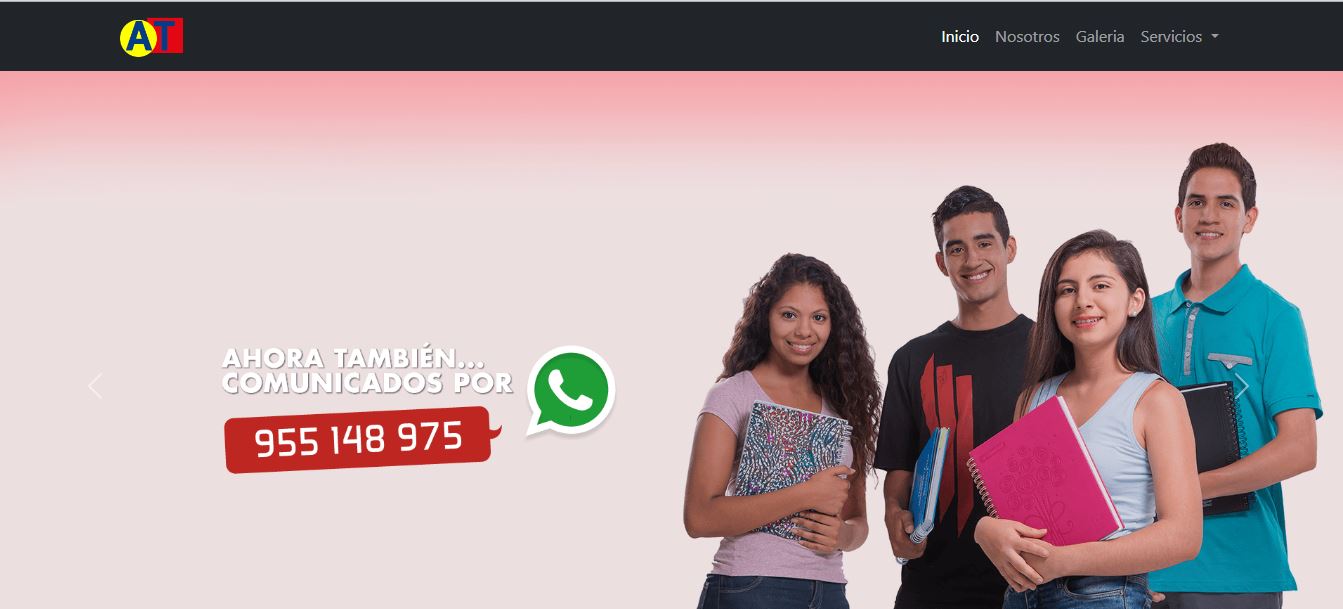 AT
Inicio Nosotros Galeria Servicios
AHORA TAMBIÉN...
COMUNICADOS POR
955 148 975